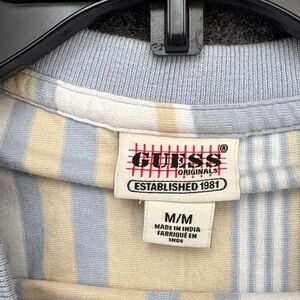 GUESS®
ORIGINALS
ESTABLISHED 1981
M/M
MADE IN INDIA
FABRIQUÉ EN
INDE